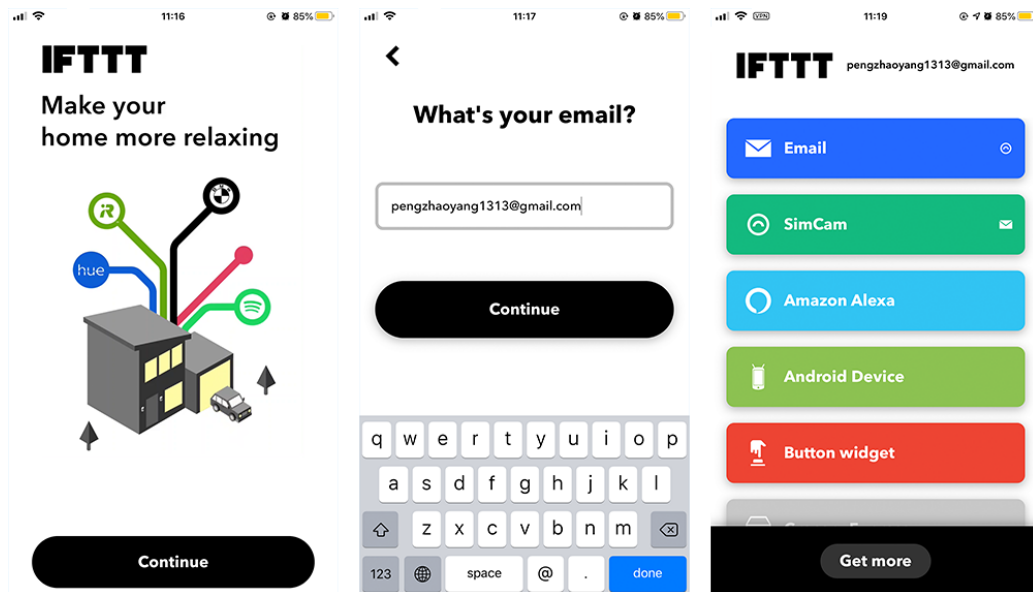 11:16
85%
IFTTT
Make your
home more relaxing
hue
Continue
11:17
85%
What's your email?
pengzhaoyang1313@gmail.com
Continue
q w e r t y u i o p
a s d f g h j k l
z x c v b n m
123 space @ . done
VPN
11:19
85%
IFTTT
pengzhaoyang1313@gmail.com
Email
SimCam
Amazon Alexa
Android Device
Button widget
Get more